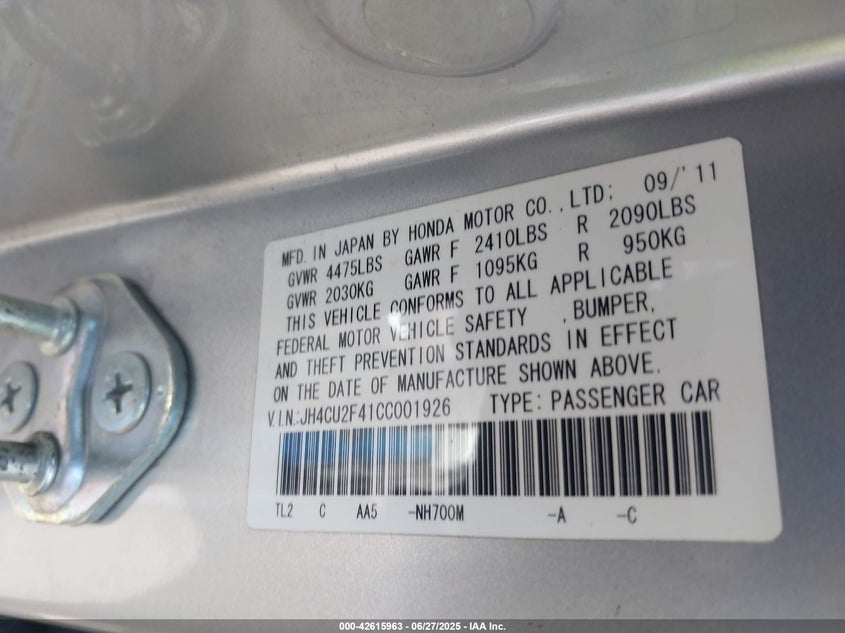 MFD. IN JAPAN BY HONDA MOTOR CO.,LTD; 09/'11
GVWR 4475LBS GAWR F 2410LBS R 2090LBS
GVWR 2030KG GAWR F 1095KG R 950KG
THIS VEHICLE CONFORMS TO ALL APPLICABLE
FEDERAL MOTOR VEHICLE SAFETY ,BUMPER,
AND THEFT PREVENTION STANDARDS IN EFFECT
ON THE DATE OF MANUFACTURE SHOWN ABOVE.
V.I.N.:JH4CU2F41CC001926 TYPE:PASSENGER CAR
TL2 C AA5 -NH700M -A -C
000-42615963 - 06/27/2025 - IAA Inc.